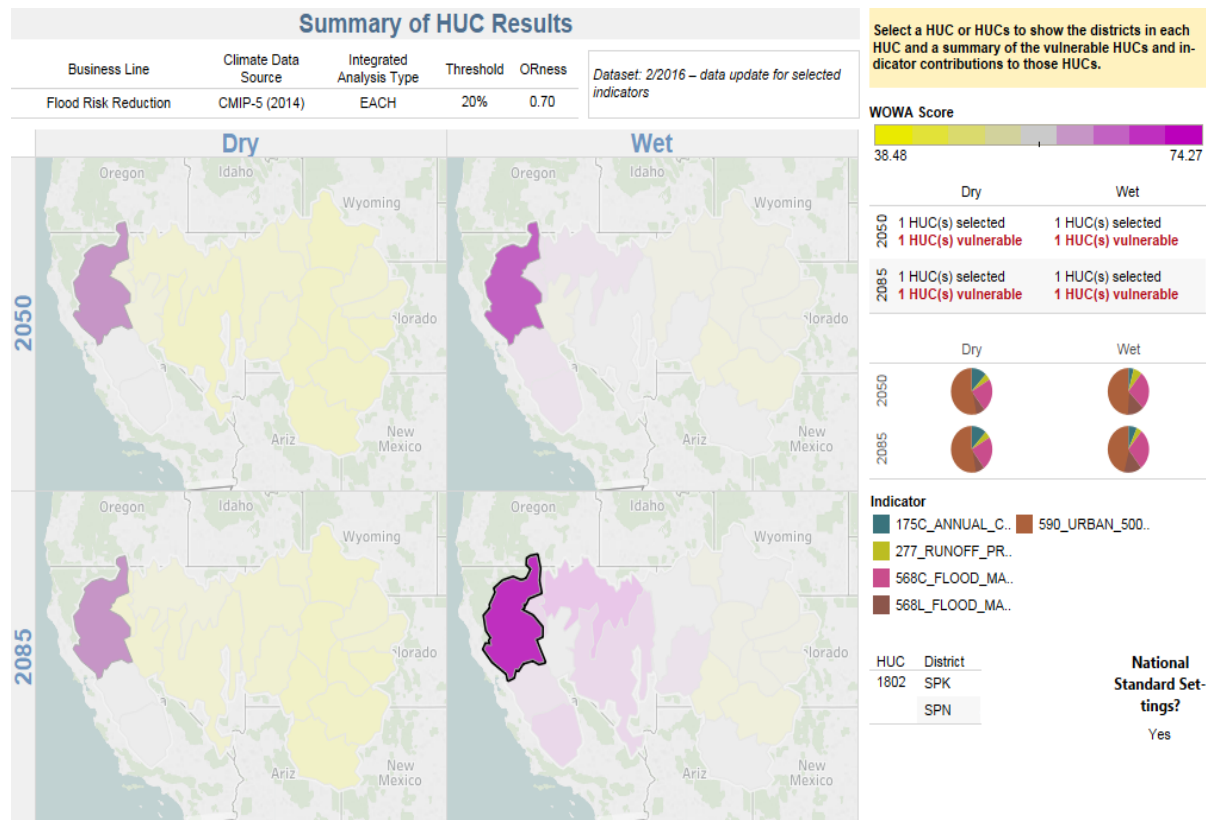 Summary of HUC Results
Business Line
Climate Data
Source
Integrated
Analysis Type
Threshold
ORness
Flood Risk Reduction
CMIP-5 (2014)
EACH
20%
0.70
Dataset: 2/2016 – data update for selected
indicators
Dry
Wet
2050
Oregon
Idaho
Wyoming
Ariz
New
Mexico
Oregon
Idaho
Wyoming
lorado
Ariz
New
Mexico
lorado
2085
Oregon
Idaho
Wyoming
lorado
Ariz
New
Mexico
Oregon
Idaho
Wyoming
lorado
Ariz
New
Mexico
Select a HUC or HUCs to show the districts in each
HUC and a summary of the vulnerable HUCs and in-
dicator contributions to those HUCs.
WOWA Score
38.48
74.27
Dry
Wet
2050
1 HUC(s) selected
1 HUC(s) vulnerable
1 HUC(s) selected
1 HUC(s) vulnerable
2085
1 HUC(s) selected
1 HUC(s) vulnerable
1 HUC(s) selected
1 HUC(s) vulnerable
Dry
Wet
2050
2085
Indicator
175C_ANNUAL_C..
590_URBAN_500..
277_RUNOFF_PR..
568C_FLOOD_MA..
568L_FLOOD_MA..
HUC
District
1802
SPK
SPN
National
Standard Set-
tings?
Yes